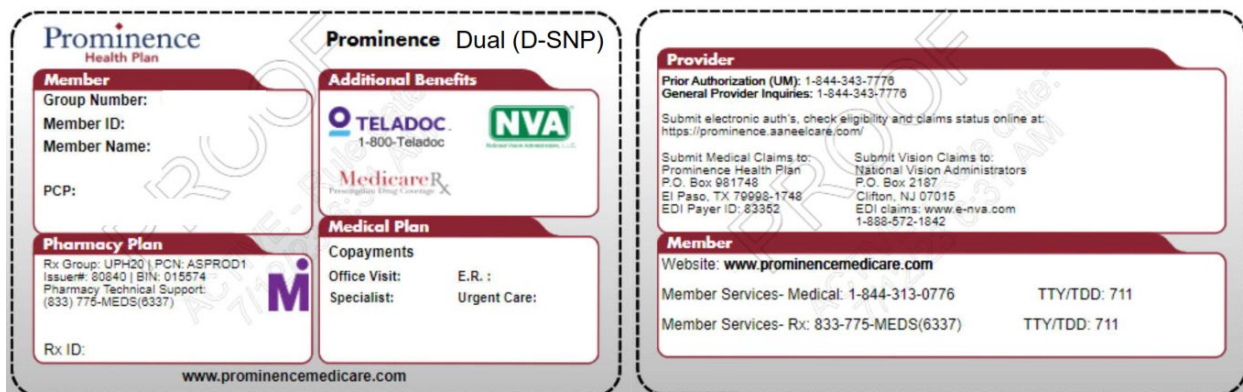 Prominence
Health Plan
Prominence Dual (D-SNP)
Member
Group Number:
Member ID:
Member Name:
PCP:
Additional Benefits
TELADOC
1-800-Teladoc
NVA
National Vision Administrators, L.L.C.
MedicareRx
Prescription Drug Coverage
Pharmacy Plan
Rx Group: UPH20 | PCN: ASPROD1
Issuer#: 80840 | BIN: 015574
Pharmacy Technical Support:
(833) 775-MEDS(6337)
Rx ID:
Medical Plan
Copayments
Office Visit: E.R. :
Specialist: Urgent Care:
www.prominencemedicare.com
Provider
Prior Authorization (UM): 1-844-343-7776
General Provider Inquiries: 1-844-343-7776
Submit electronic auth's, check eligibility and claims status online at:
https://prominence.aaneelcare.com/
Submit Medical Claims to:
Prominence Health Plan
P.O. Box 981748
El Paso, TX 79998-1748
EDI Payer ID: 83352
Submit Vision Claims to:
National Vision Administrators
P.O. Box 2187
Clifton, NJ 07015
EDI claims: www.e-nva.com
1-888-572-1842
Member
Website: www.prominencemedicare.com
Member Services- Medical: 1-844-313-0776 TTY/TDD: 711
Member Services- Rx: 833-775-MEDS(6337) TTY/TDD: 711
PROOF
PROOF